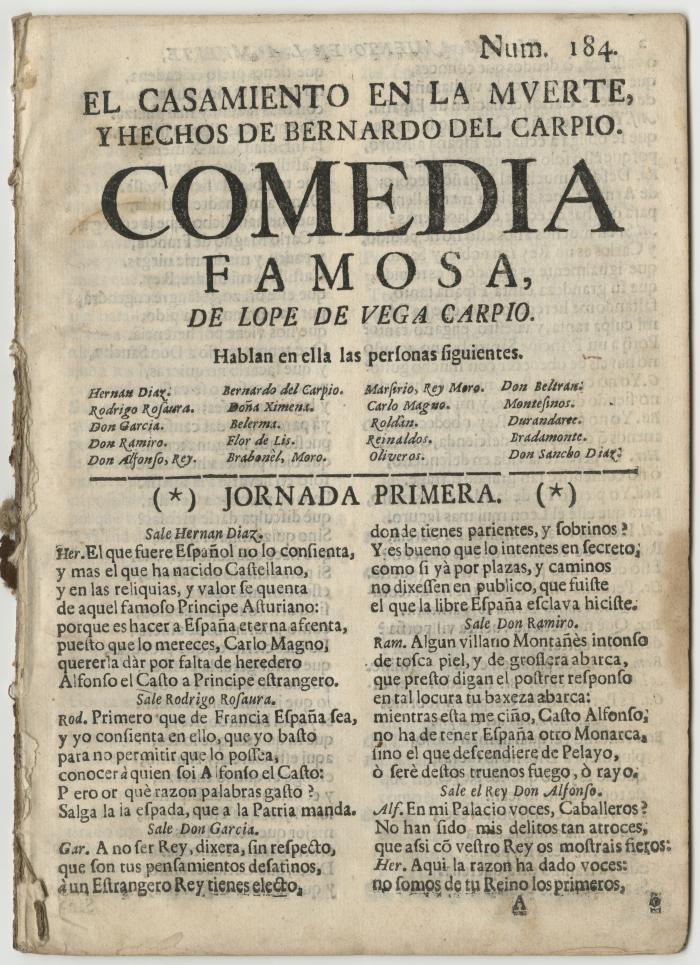 Num. 184.
EL CASAMIENTO EN LA MVERTE,
Y HECHOS DE BERNARDO DEL CARPIO.
COMEDIA
FAMOSA,
DE LOPE DE VEGA CARPIO.
Hablan en ella las perſonas ſiguientes.
Hernan Diaz. Bernardo del Carpio. Marſirio, Rey Moro. Don Beltran.
Rodrigo Roſaura. Doña Ximena. Carlo Magno. Monteſinos.
Don Garcia. Belerma. Roldàn. Durandarte.
Don Ramiro. Flor de Lis. Reinaldos. Bradamonte.
Don Alfonſo, Rey. Brabonèl, Moro. Oliveros. Don Sancho Diaz.
(*) JORNADA PRIMERA. (*)
Sale Hernan Diaz.
Her. El que fuere Eſpañol no lo conſienta,
y mas el que ha nacido Caſtellano,
y en las reliquias, y valor ſe quenta
de aquel famoſo Principe Aſturiano:
porque es hacer a Eſpaña eterna afrenta,
pueſto que lo mereces, Carlo Magno,
quererla dàr por falta de heredero
Alfonſo el Caſto a Principe eſtrangero.
Sale Rodrigo Roſaura.
Rod. Primero que de Francia Eſpaña ſea,
y yo conſienta en ello, que yo baſto
para no permitir que lo poſſea,
conocer à quien ſoi Alfonſo el Caſto:
Pero or què razon palabras gaſto?
Salga la ia eſpada, que a la Patria manda.
Sale Don Garcia.
Gar. A no ſer Rey, dixera, ſin reſpecto,
que ſon tus penſamientos deſatinos,
à un Eſtrangero Rey tienes electo,
donde tienes parientes, y ſobrinos?
Y es bueno que lo intentes en ſecreto,
como ſi yà por plazas, y caminos
no dixeſſen en publico, que fuiſte
el que la libre Eſpaña eſclava hiciſte.
Sale Don Ramiro.
Ram. Algun villano Montañès intonſo
de toſca piel, y de groſſera abarca,
que preſto digan el poſtrer reſponſo
en tal locura tu baxeza abarca:
mientras eſta me ciño, Caſto Alfonſo,
no ha de tener Eſpaña otro Monarca,
ſino el que deſcendiere de Pelayo,
ò ſerè deſtos truenos fuego, ò rayo.
Sale el Rey Don Alfonſo.
Alf. En mi Palacio voces, Caballeros?
No han ſido mis delitos tan atroces,
que aſsi cõ veſtro Rey os moſtrais fieros:
Her. Aqui la razon ha dado voces:
no ſomos de tu Reino los primeros,
A